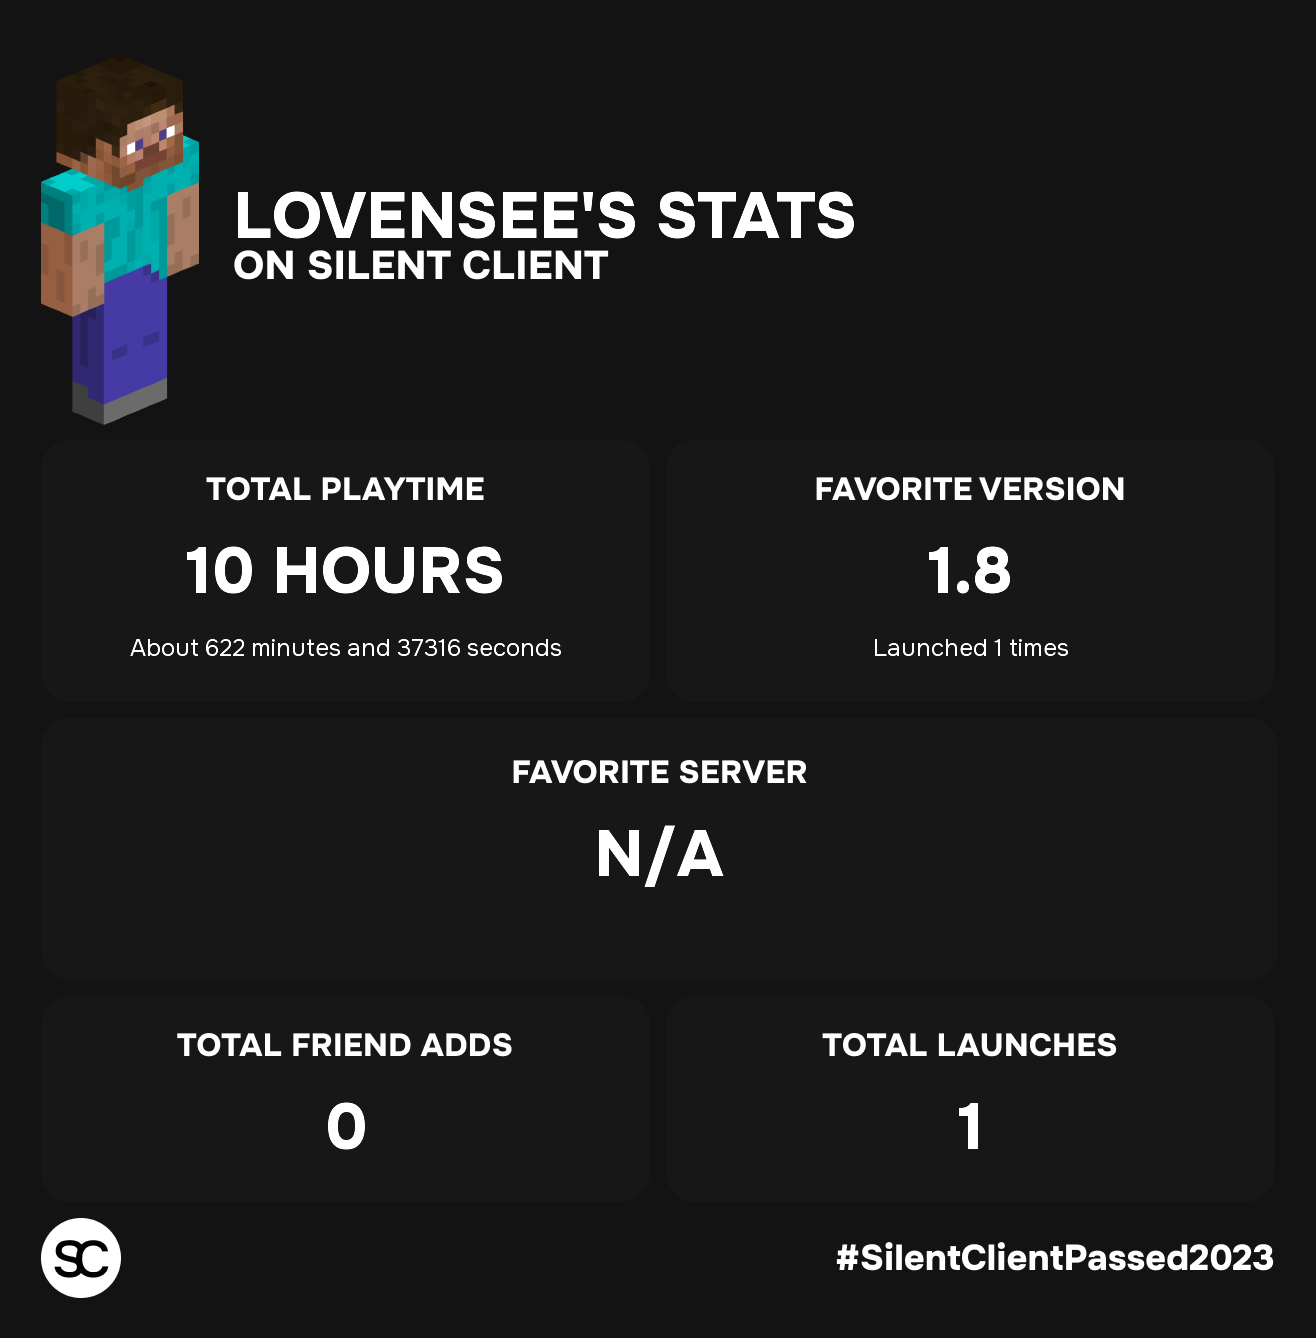 LOVENSEE'S STATS
ON SILENT CLIENT
TOTAL PLAYTIME
10 HOURS
About 622 minutes and 37316 seconds
FAVORITE VERSION
1.8
Launched 1 times
FAVORITE SERVER
N/A
TOTAL FRIEND ADDS
0
TOTAL LAUNCHES
1
SC
#SilentClientPassed2023